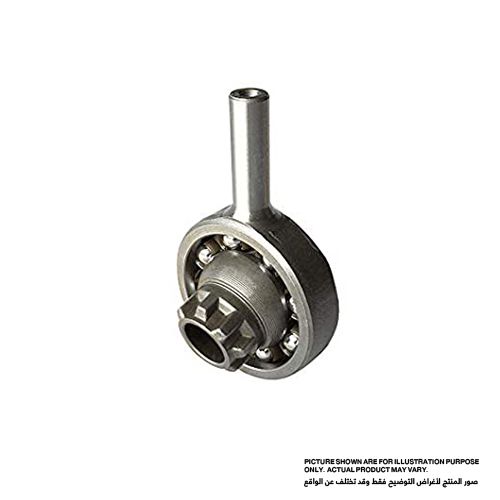 PICTURE SHOWN ARE FOR ILLUSTRATION PURPOSE
ONLY. ACTUAL PRODUCT MAY VARY.
صور المنتج لأغراض التوضيح فقط وقد تختلف عن الواقع